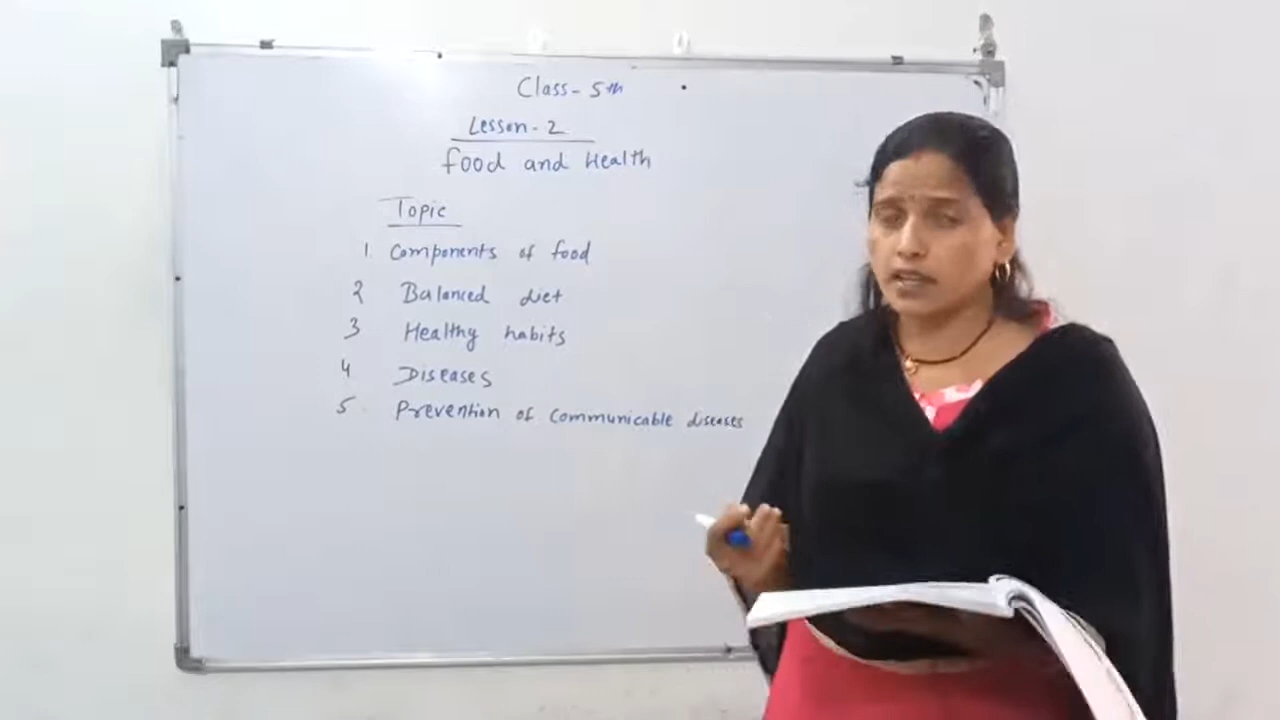 Class - 5th
Lesson - 2
food and Health
Topic
1. Components of food
2 Balanced diet
3 Healthy habits
4 Diseases
5. Prevention of communicable diseases